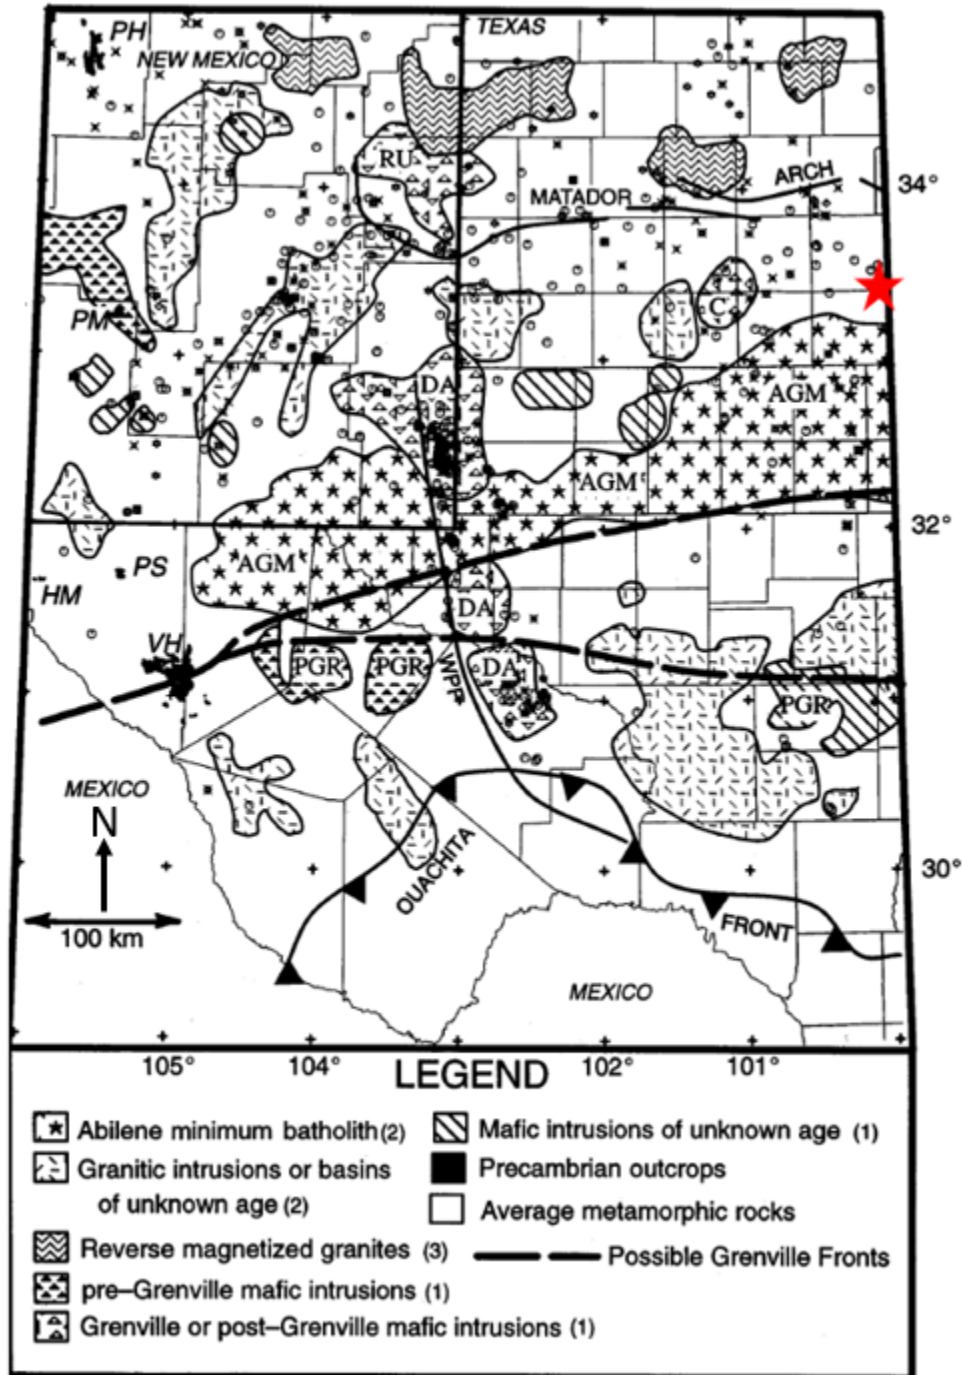 PH
TEXAS
NEW MEXICO
RU
ARCH
34°
MATADOR
C
PM
DA
AGM
AGM
32°
AGM
PS
HM
DA
VH
PGR
PGR
WPP
DA
PGR
MEXICO
N
OUACHITA
30°
100 km
FRONT
MEXICO
105°
104°
102°
101°
LEGEND
Abilene minimum batholith (2)
Granitic intrusions or basins
of unknown age (2)
Reverse magnetized granites (3)
pre–Grenville mafic intrusions (1)
Grenville or post–Grenville mafic intrusions (1)
Mafic intrusions of unknown age (1)
Precambrian outcrops
Average metamorphic rocks
Possible Grenville Fronts